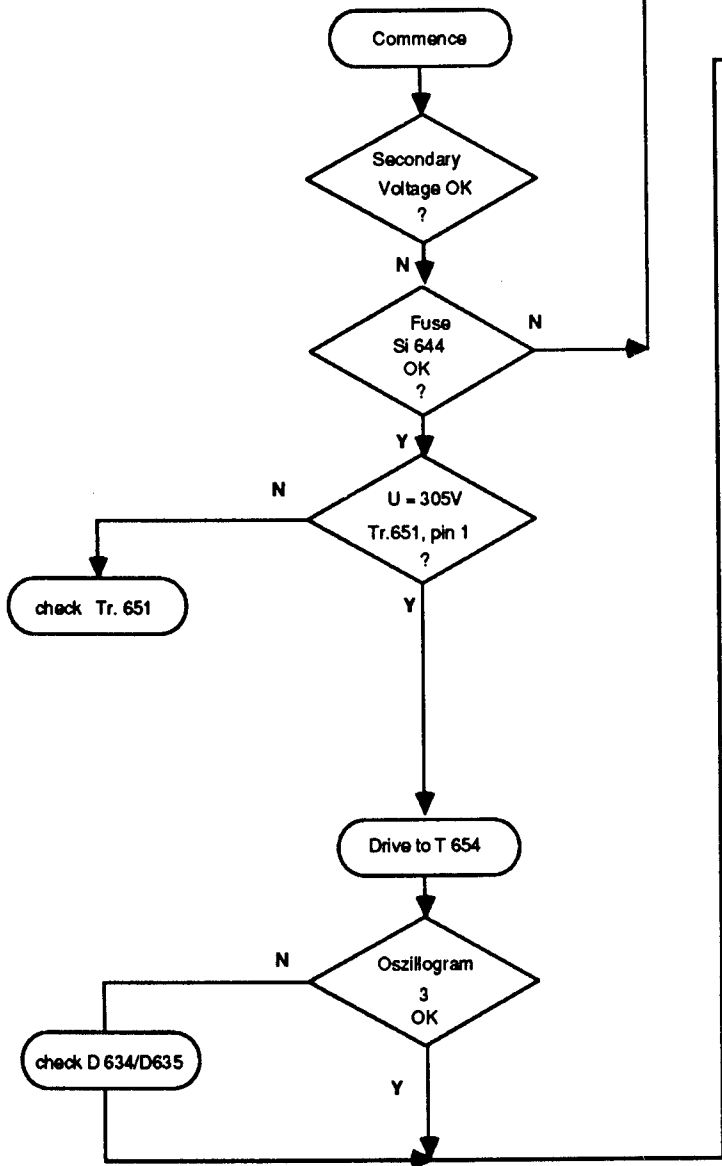 Commence
Secondary
Voltage OK
?
N
Fuse
Si 644
OK
?
N
Y
N
U = 305V
Tr.651, pin 1
?
Y
check Tr. 651
Drive to T 654
N
Oszillogram
3
OK
check D 634/D635
Y